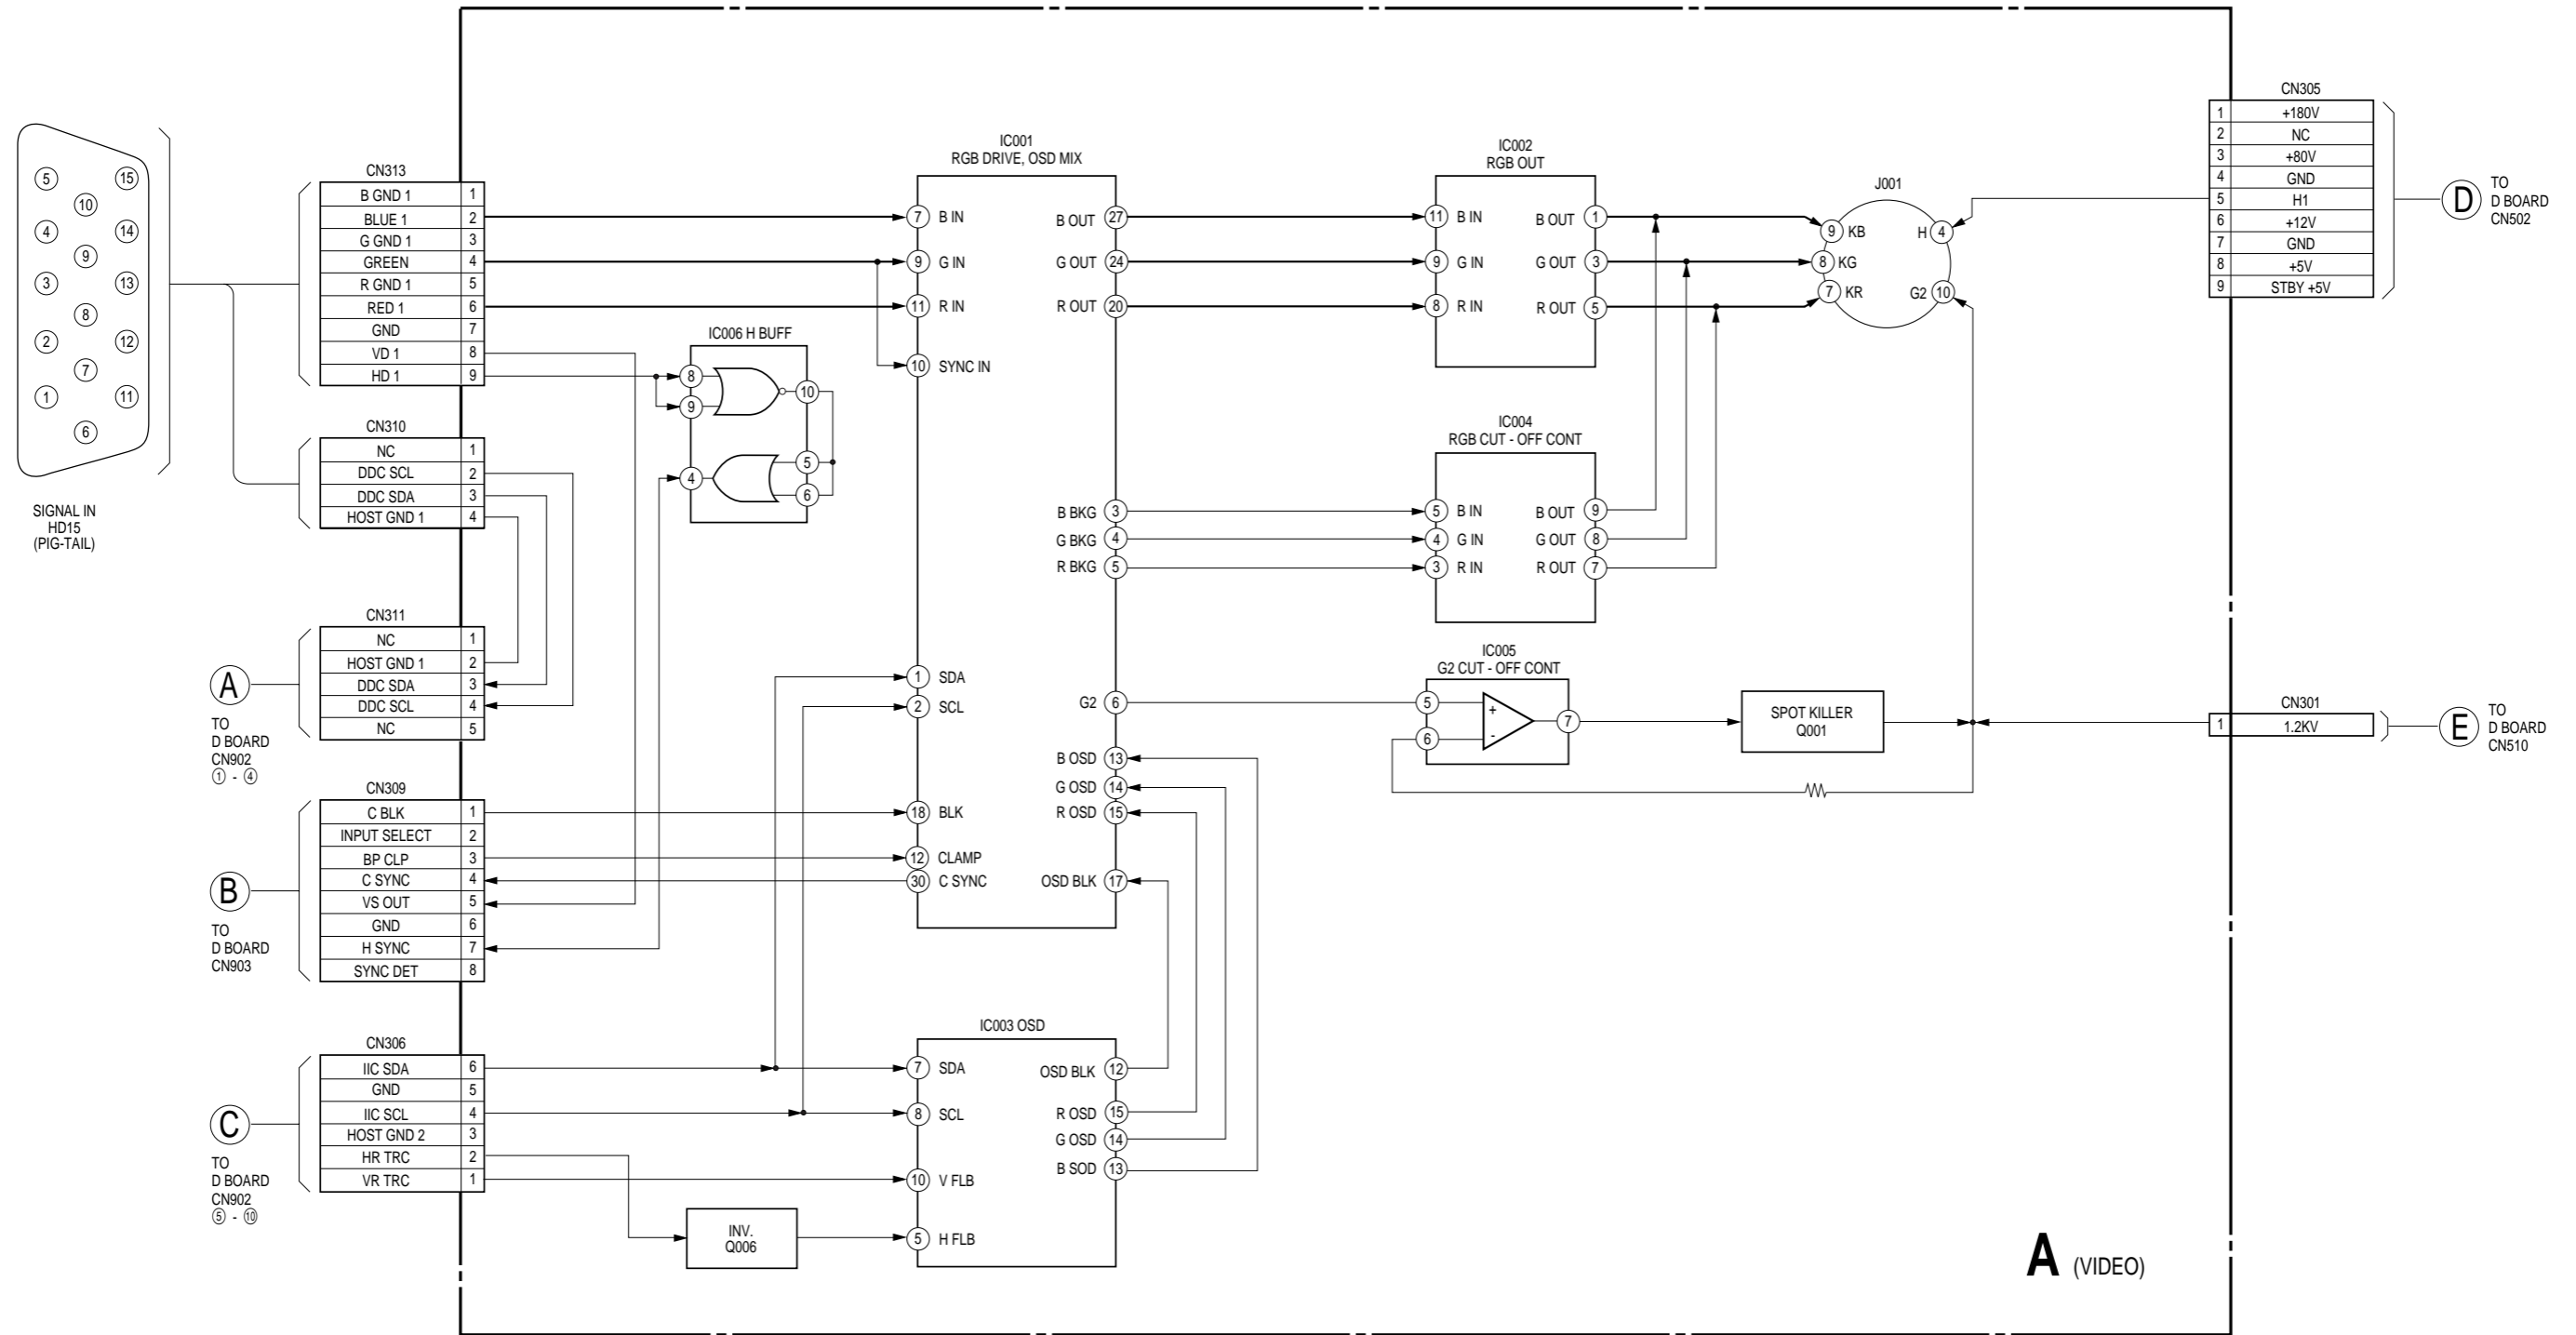 5
15
10
4
14
9
3
13
8
2
12
7
1
11
6
SIGNAL IN
HD15
(PIG-TAIL)
CN313
B GND 1 1
BLUE 1 2
G GND 1 3
GREEN 4
R GND 1 5
RED 1 6
GND 7
VD 1 8
HD 1 9
CN310
NC 1
DDC SCL 2
DDC SDA 3
HOST GND 1 4
CN311
NC 1
HOST GND 1 2
DDC SDA 3
DDC SCL 4
NC 5
A
TO
D BOARD
CN902
① - ④
CN309
C BLK 1
INPUT SELECT 2
BP CLP 3
C SYNC 4
VS OUT 5
GND 6
H SYNC 7
SYNC DET 8
B
TO
D BOARD
CN903
CN306
IIC SDA 6
GND 5
IIC SCL 4
HOST GND 2 3
HR TRC 2
VR TRC 1
C
TO
D BOARD
CN902
⑤ - ⑩
IC006 H BUFF
8
9
10
5
6
4
INV.
Q006
IC001
RGB DRIVE, OSD MIX
7 B IN
9 G IN
11 R IN
10 SYNC IN
1 SDA
2 SCL
18 BLK
12 CLAMP
30 C SYNC
B OUT 27
G OUT 24
R OUT 20
B BKG 3
G BKG 4
R BKG 5
G2 6
B OSD 13
G OSD 14
R OSD 15
OSD BLK 17
IC003 OSD
7 SDA
8 SCL
10 V FLB
5 H FLB
OSD BLK 12
R OSD 15
G OSD 14
B SOD 13
IC002
RGB OUT
11 B IN
9 G IN
8 R IN
B OUT 1
G OUT 3
R OUT 5
IC004
RGB CUT - OFF CONT
5 B IN
4 G IN
3 R IN
B OUT 9
G OUT 8
R OUT 7
IC005
G2 CUT - OFF CONT
5
6
+
-
7
SPOT KILLER
Q001
J001
9 KB
8 KG
7 KR
H 4
G2 10
CN305
1 +180V
2 NC
3 +80V
4 GND
5 H1
6 +12V
7 GND
8 +5V
9 STBY +5V
D
TO
D BOARD
CN502
CN301
1 1.2KV
E
TO
D BOARD
CN510
A (VIDEO)